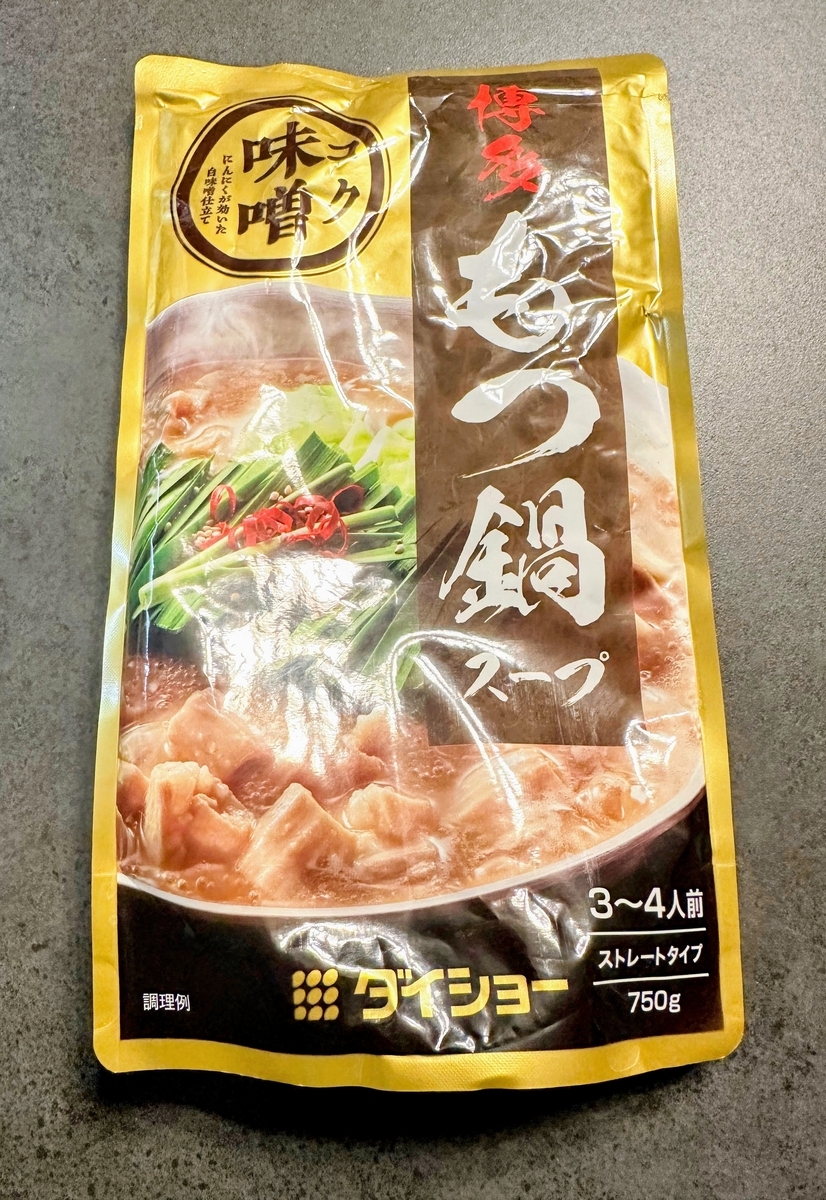 博多
もつ鍋
スープ
コク
味噌
にんにくが効いた
白味噌仕立て
3〜4人前
ストレートタイプ
750g
調理例
ダイショー